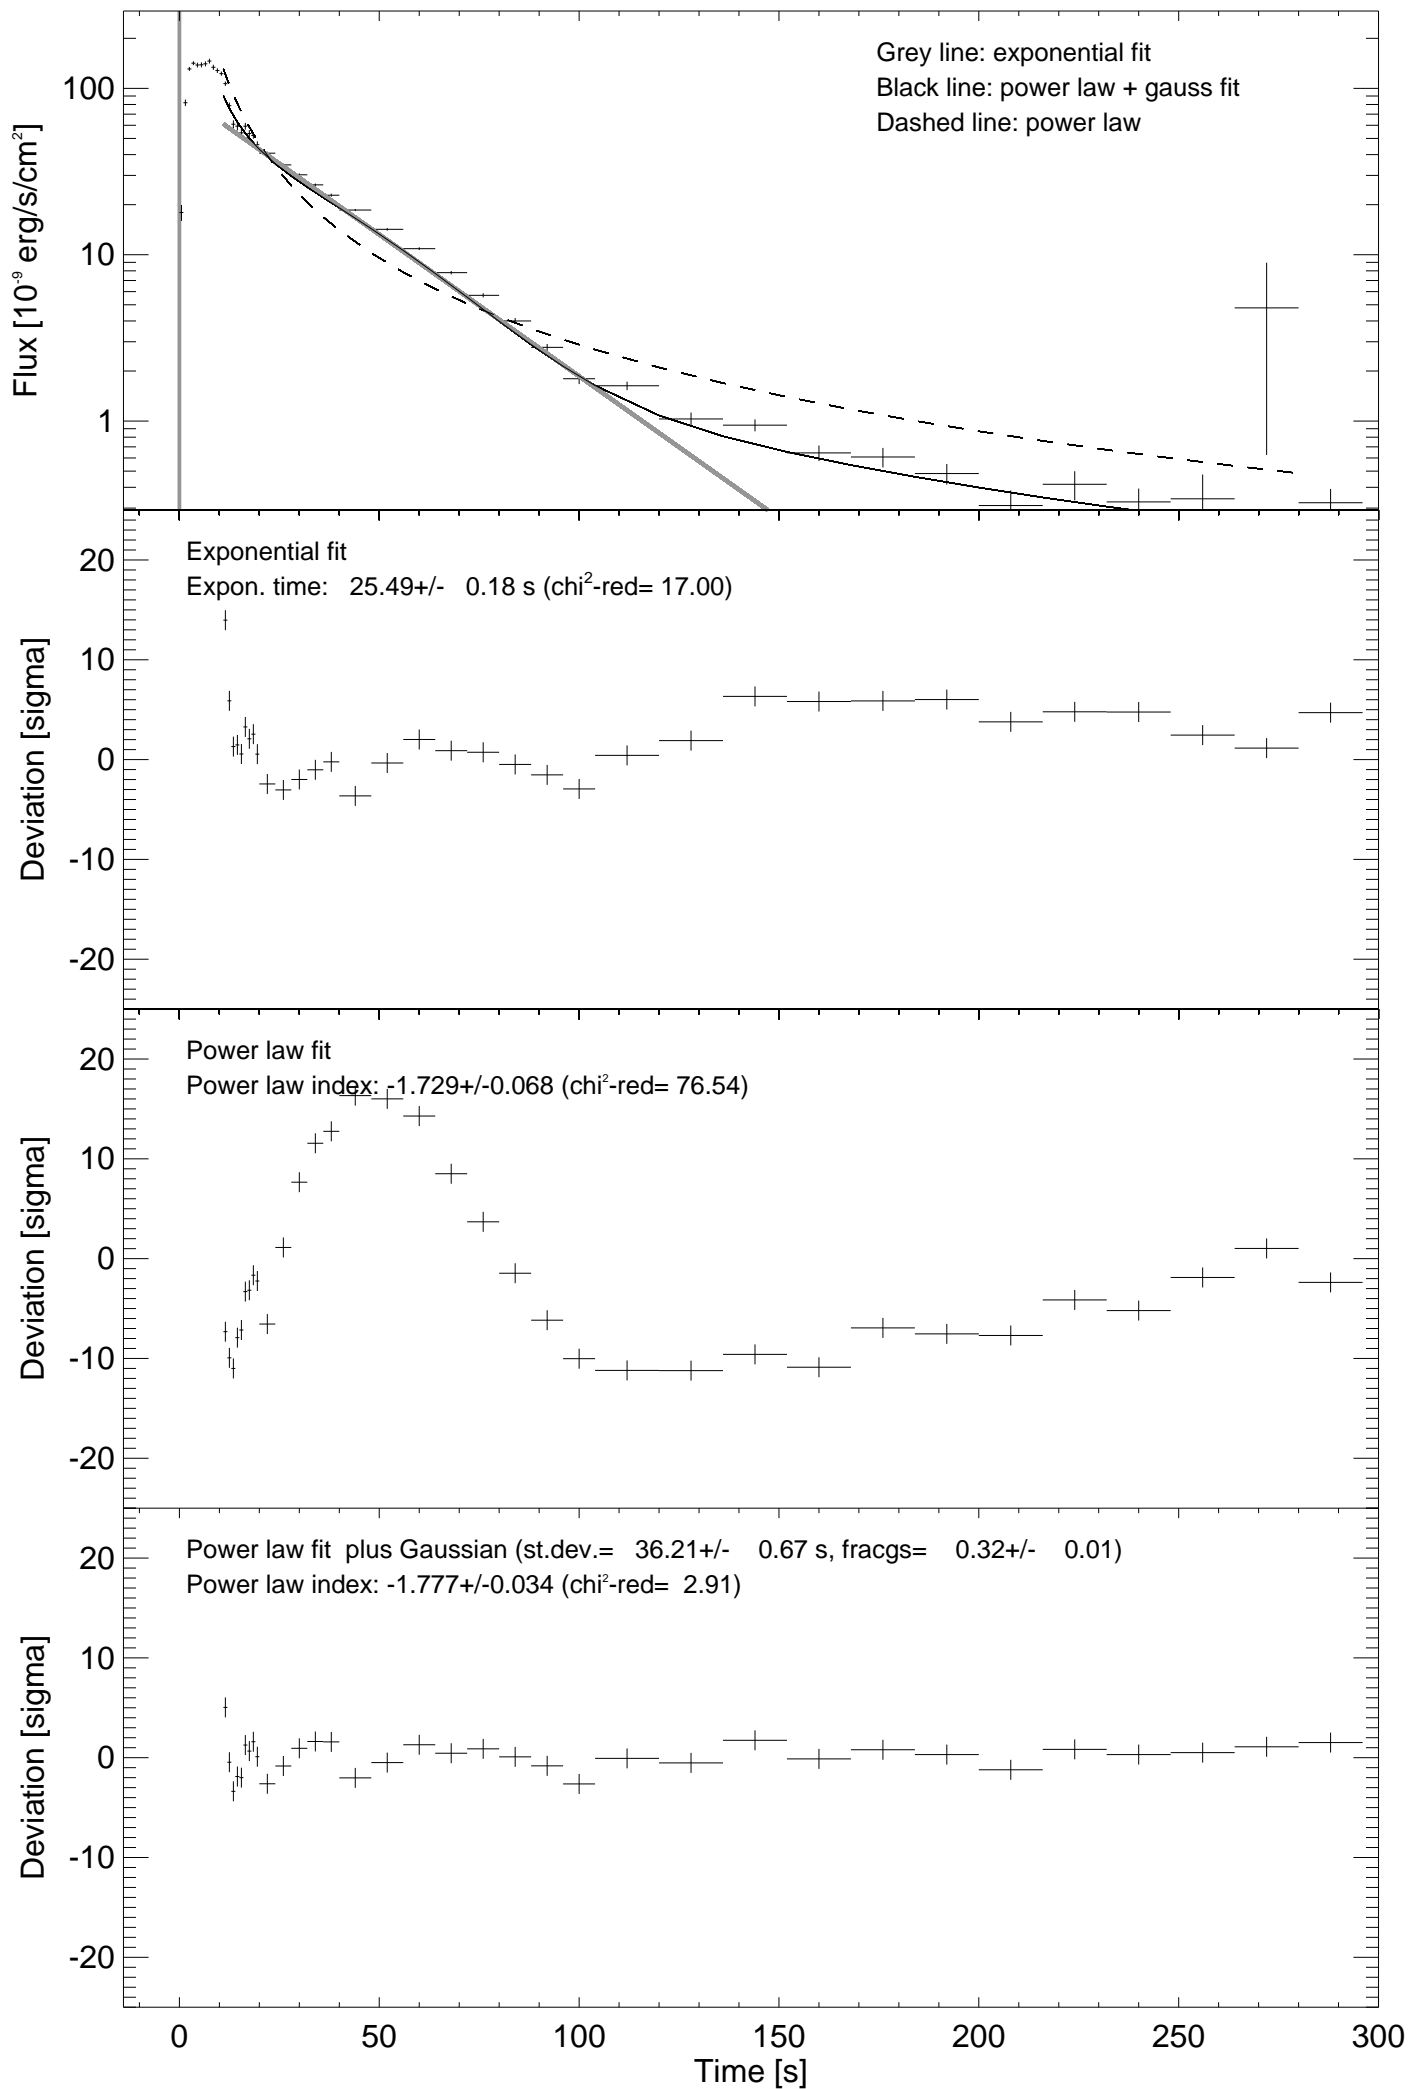 Grey line: exponential fit
Black line: power law + gauss fit
Dashed line: power law
100
10
1
Flux [10⁻⁹ erg/s/cm²]
Exponential fit
Expon. time: 25.49+/- 0.18 s (chi²-red= 17.00)
20
10
0
-10
-20
Deviation [sigma]
Power law fit
Power law index: -1.729+/-0.068 (chi²-red= 76.54)
20
10
0
-10
-20
Deviation [sigma]
Power law fit plus Gaussian (st.dev.= 36.21+/- 0.67 s, fracgs= 0.32+/- 0.01)
Power law index: -1.777+/-0.034 (chi²-red= 2.91)
20
10
0
-10
-20
Deviation [sigma]
0 50 100 150 200 250 300
Time [s]